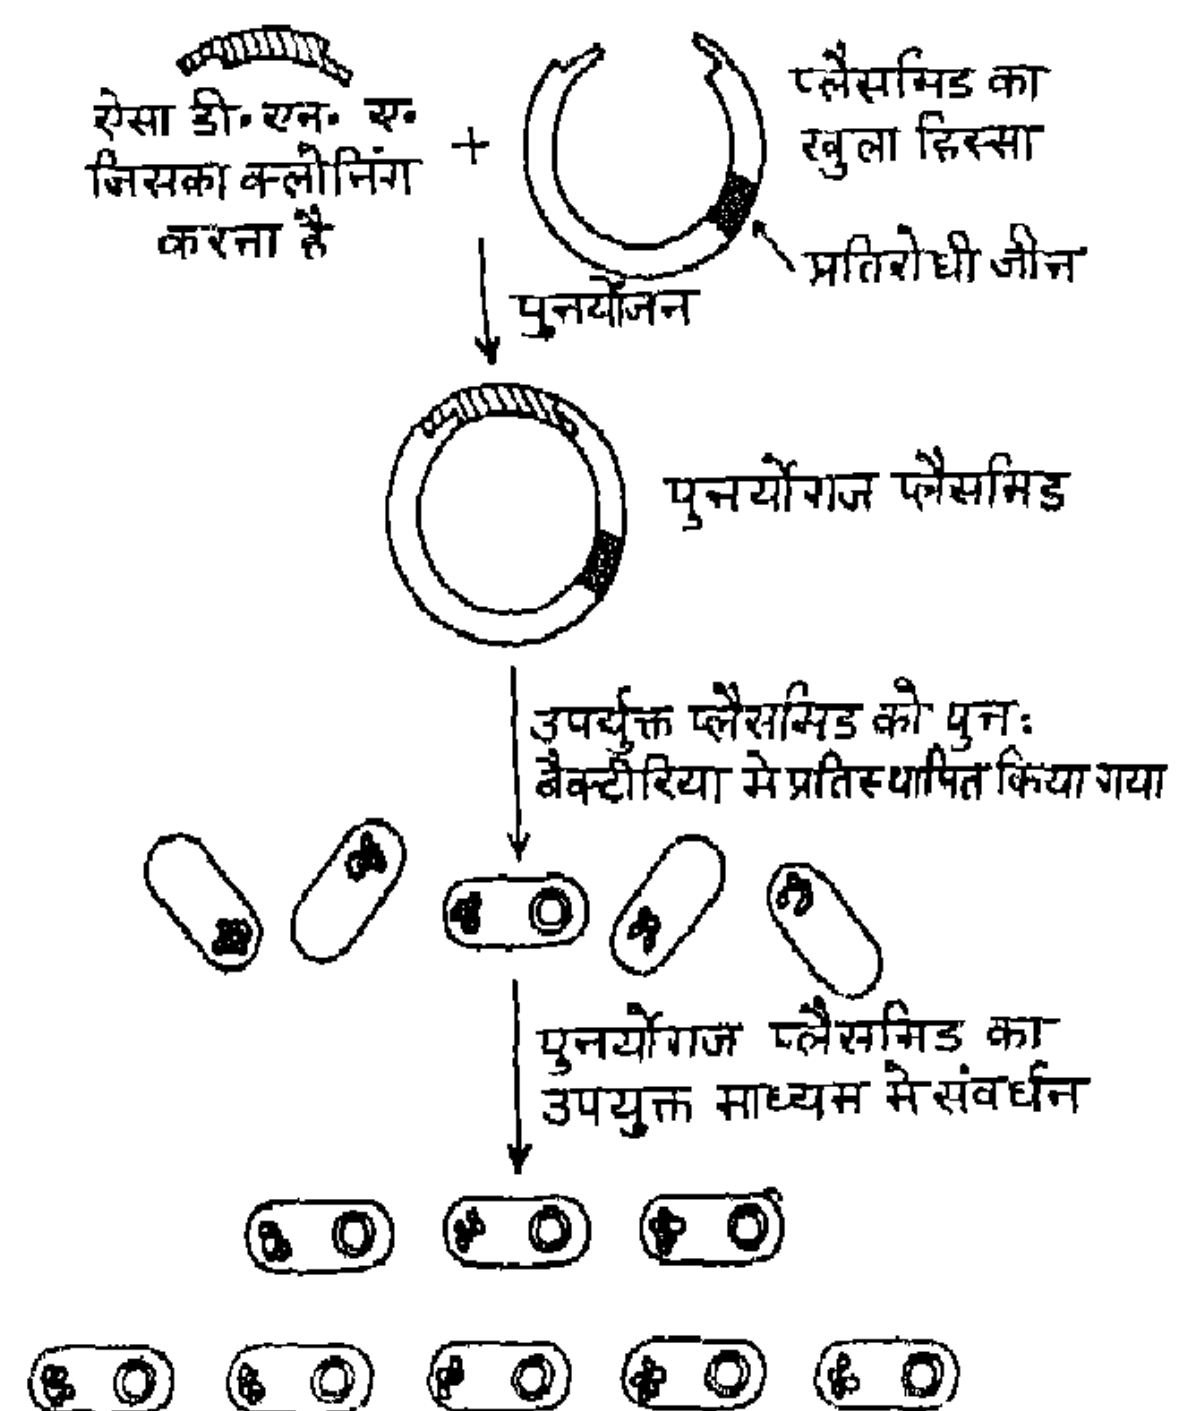 ऐसा डी॰ एन॰ ए॰
जिसका क्लोनिंग
करना है
+
प्लैसमिड का
खुला हिस्सा
प्रतिरोधी जीन
पुनर्योजन
पुनर्योगज प्लैसमिड
उपर्युक्त प्लैसमिड को पुनः
बैक्टीरिया मे प्रतिस्थापित किया गया
पुनर्योगज प्लैसमिड का
उपयुक्त माध्यम मे संवर्धन